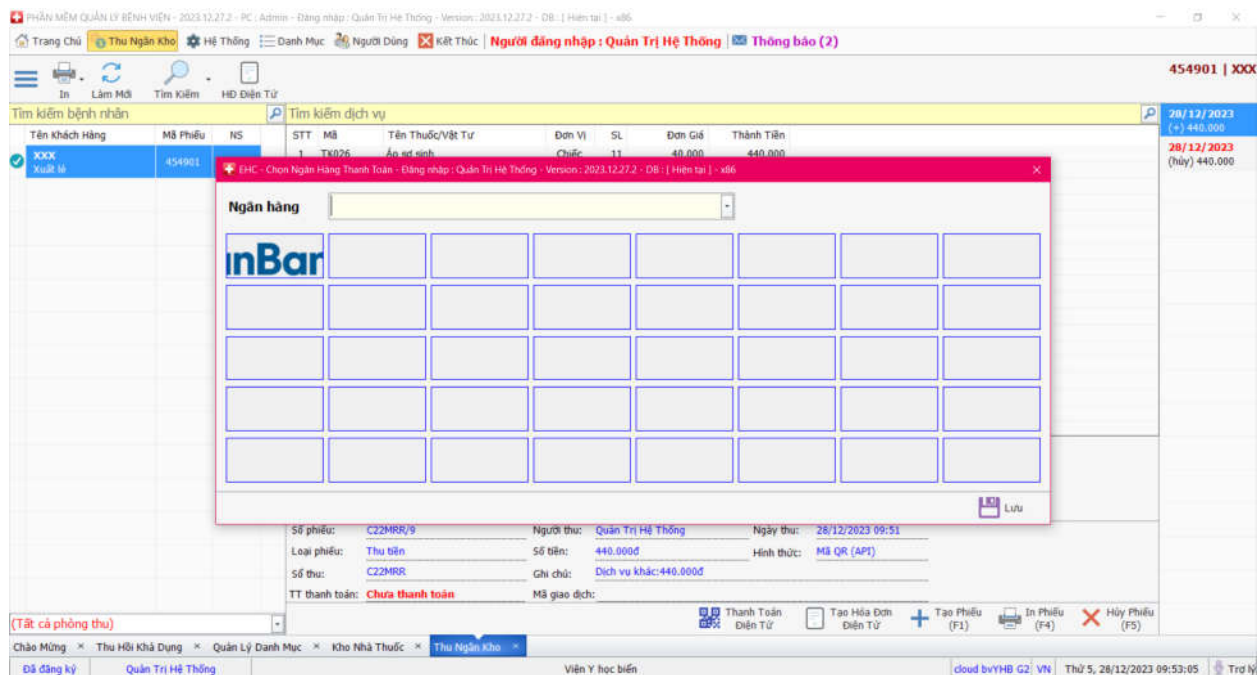 PHẦN MỀM QUẢN LÝ BỆNH VIỆN - 2023.12.27.2 - PC : Admin - Đăng nhập : Quản Trị Hệ Thống - Version : 2023.12.27.2 - DB : [ Hiện tại ] - x86
Trang Chủ Thu Ngân Kho Hệ Thống Danh Mục Người Dùng Kết Thúc Người đăng nhập : Quản Trị Hệ Thống Thông báo (2)
454901 | XXX
In Làm Mới Tìm Kiếm HD Điện Tử
Tìm kiếm bệnh nhân Tìm kiếm dịch vụ
28/12/2023
(+) 440.000
28/12/2023
(hủy) 440.000
Tên Khách Hàng Mã Phiếu NS STT Mã Tên Thuốc/Vật Tư Đơn Vị SL Đơn Giá Thành Tiền
XXX 454901
Xuất lẻ
1 TK026 Áo sơ sinh Chiếc 11 40.000 440.000
EHC - Chọn Ngân Hàng Thanh Toán - Đăng nhập : Quản Trị Hệ Thống - Version : 2023.12.27.2 - DB : [ Hiện tại ] - x86
Ngân hàng
inBan
Lưu
Số phiếu: C22MRR/9 Người thu: Quản Trị Hệ Thống Ngày thu: 28/12/2023 09:51
Loại phiếu: Thu tiền Số tiền: 440.000đ Hình thức: Mã QR (API)
Sổ thu: C22MRR Ghi chú: Dịch vụ khác:440.000đ
TT thanh toán: Chưa thanh toán Mã giao dịch:
Thanh Toán Điện Tử Tạo Hóa Đơn Điện Tử Tạo Phiếu (F1) In Phiếu (F4) Hủy Phiếu (F5)
(Tất cả phòng thu)
Chào Mừng Thu Hồi Khả Dụng Quản Lý Danh Mục Kho Nhà Thuốc Thu Ngân Kho
Đã đăng ký Quản Trị Hệ Thống Viện Y học biển cloud bvYHB G2 VN Thứ 5, 28/12/2023 09:53:05 Trợ N